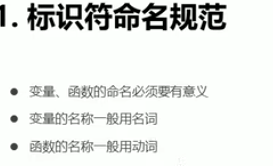 1. 标识符命名规范
● 变量、函数的命名必须要有意义
● 变量的名称一般用名词
● 函数的名称一般用动词